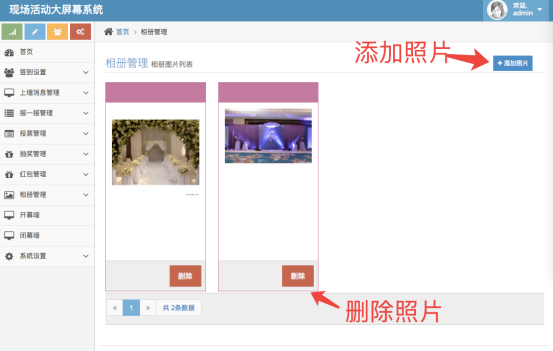 现场活动大屏幕系统
欢迎,
admin
首页 > 相册管理
首页
签到设置
上墙消息管理
摇一摇管理
投票管理
抽奖管理
红包管理
相册管理
开幕墙
闭幕墙
系统设置
添加照片
相册管理 相册图片列表
+添加照片
删除
删除
« 1 » 共 2条数据
删除照片